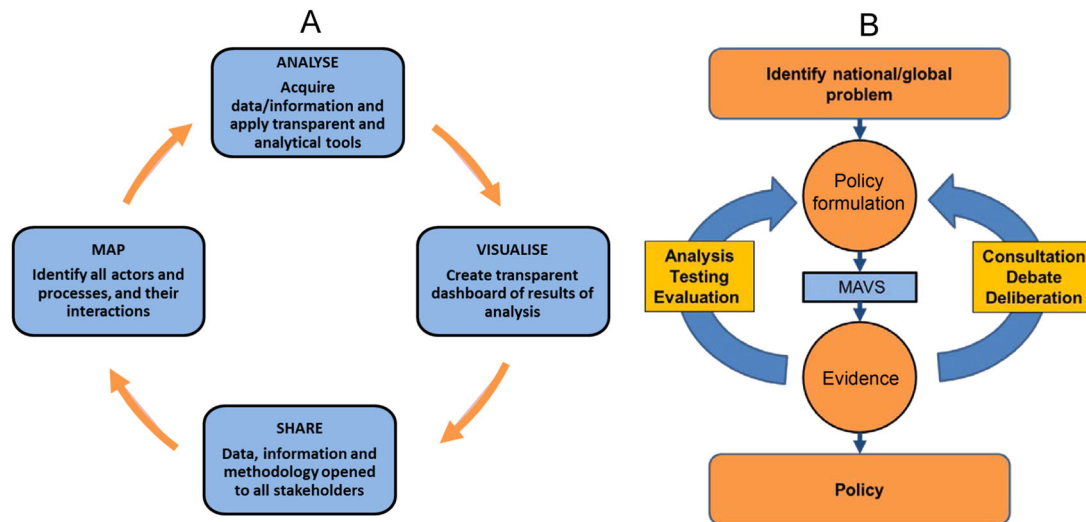 A
ANALYSE
Acquire
data/information and
apply transparent and
analytical tools
MAP
Identify all actors and
processes, and their
interactions
VISUALISE
Create transparent
dashboard of results of
analysis
SHARE
Data, information and
methodology opened
to all stakeholders
B
Identify national/global
problem
Policy
formulation
Analysis
Testing
Evaluation
MAVS
Consultation
Debate
Deliberation
Evidence
Policy